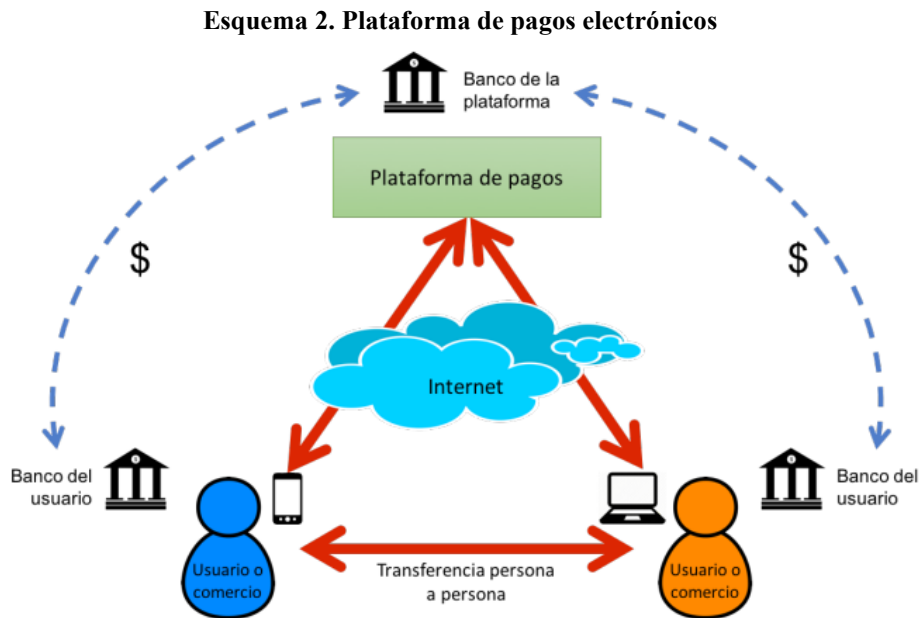 Esquema 2. Plataforma de pagos electrónicos
$
Banco de la
plataforma
Plataforma de pagos
$
$
Internet
Banco del
usuario
$
$
Banco del
usuario
Usuario o
comercio
Transferencia persona
a persona
Usuario o
comercio